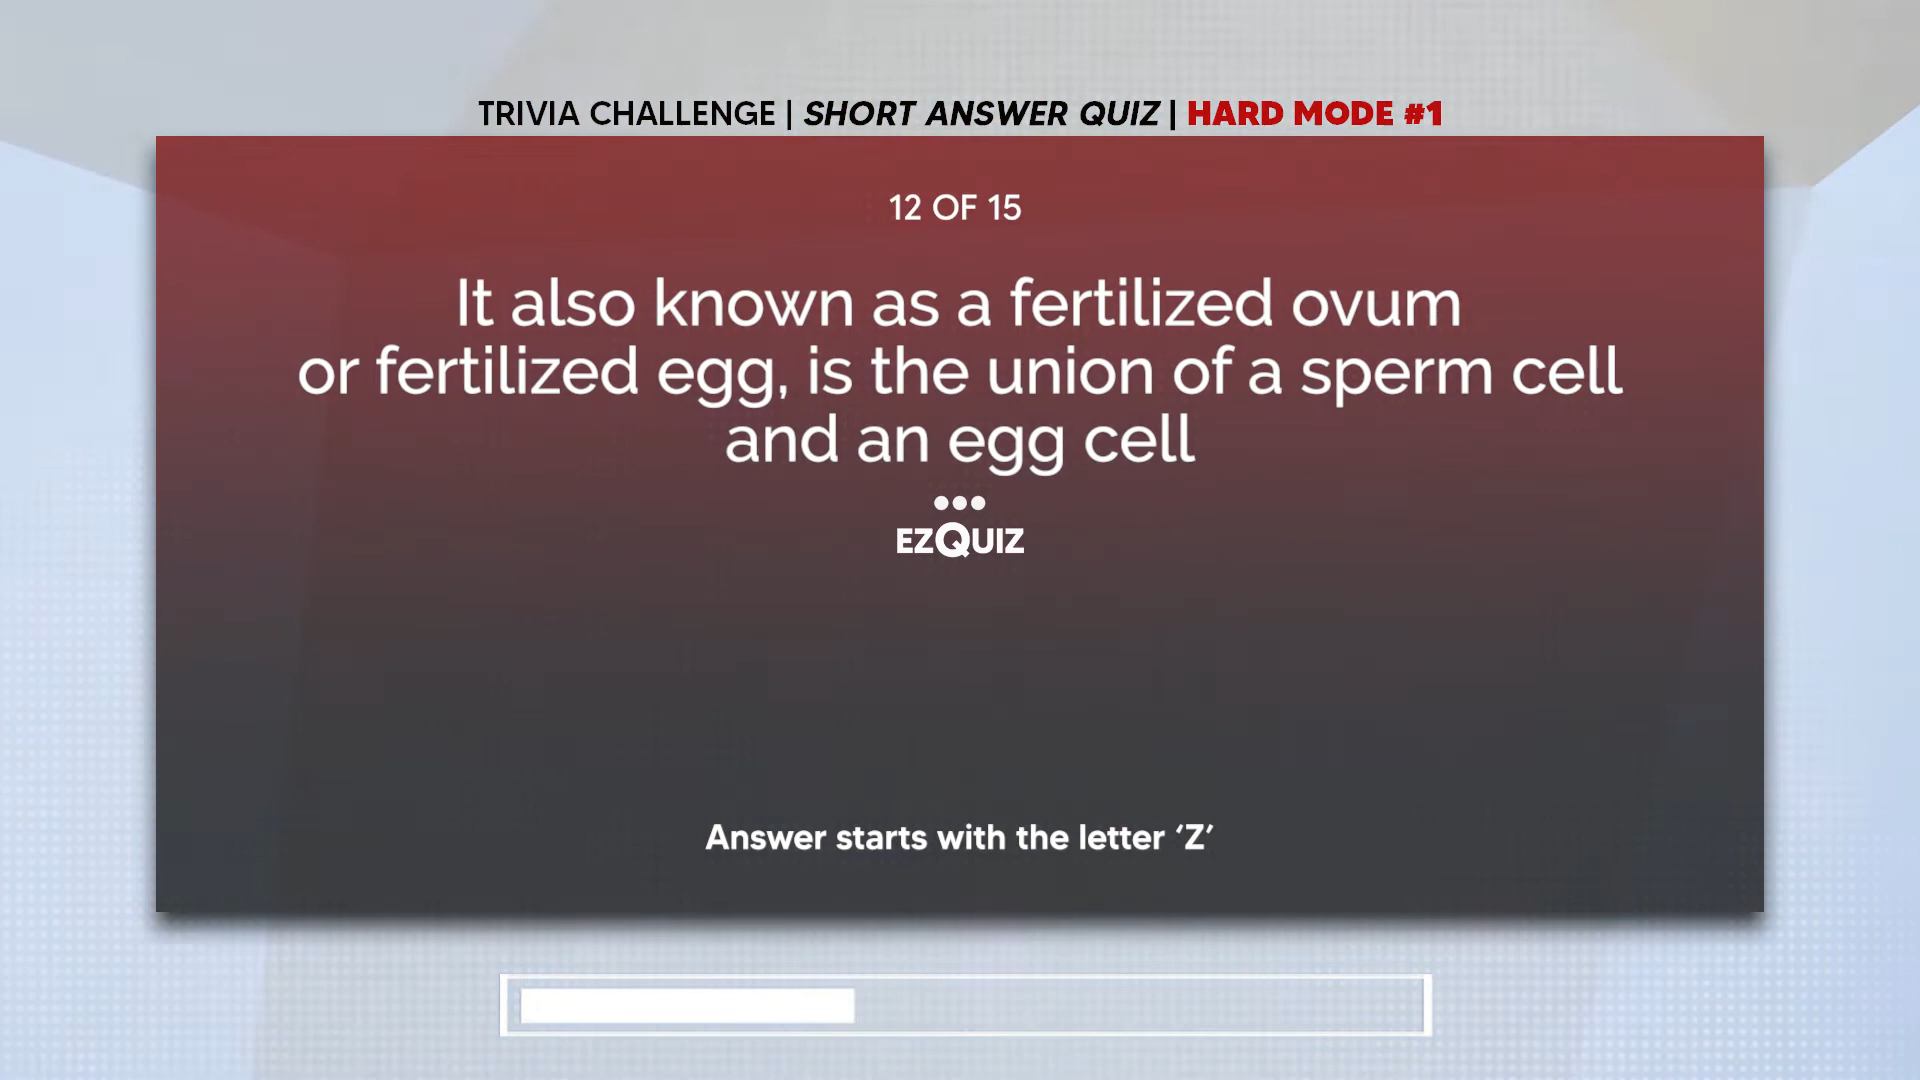 TRIVIA CHALLENGE | SHORT ANSWER QUIZ | HARD MODE #1
12 OF 15
It also known as a fertilized ovum
or fertilized egg, is the union of a sperm cell
and an egg cell
EZQUIZ
Answer starts with the letter ‘Z’